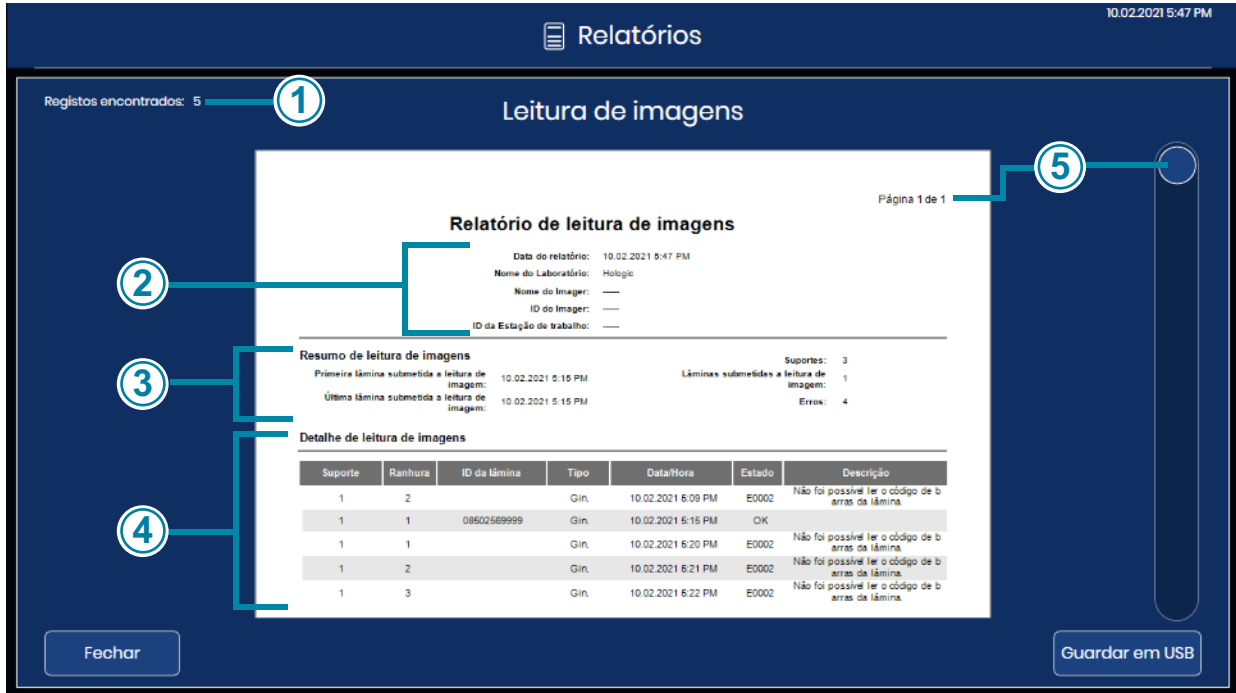 10.02.2021 5:47 PM
Relatórios
Registos encontrados: 5
1
Leitura de imagens
5
Página 1 de 1
Relatório de leitura de imagens
2
Data do relatório: 10.02.2021 5:47 PM
Nome do Laboratório: Hologic
Nome do Imager: -----
ID do Imager: -----
ID da Estação de trabalho: -----
3
Resumo de leitura de imagens
Suportes: 3
Primeira lâmina submetida a leitura de
imagem: 10.02.2021 5:15 PM
Lâminas submetidas a leitura de
imagem: 1
Última lâmina submetida a leitura de
imagem: 10.02.2021 5:15 PM
Erros: 4
4
Detalhe de leitura de imagens
Suporte Ranhura ID da lâmina Tipo Data/Hora Estado Descrição
1 2 Gin. 10.02.2021 5:09 PM E0002 Não foi possível ler o código de b
arras da lâmina.
1 1 08502569999 Gin. 10.02.2021 5:15 PM OK
1 1 Gin. 10.02.2021 5:20 PM E0002 Não foi possível ler o código de b
arras da lâmina.
1 2 Gin. 10.02.2021 5:21 PM E0002 Não foi possível ler o código de b
arras da lâmina.
1 3 Gin. 10.02.2021 5:22 PM E0002 Não foi possível ler o código de b
arras da lâmina.
Fechar
Guardar em USB